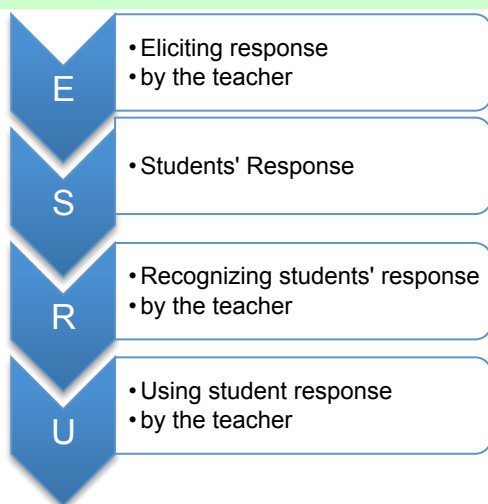 E
• Eliciting response
• by the teacher
S
• Students' Response
R
• Recognizing students' response
• by the teacher
U
• Using student response
• by the teacher